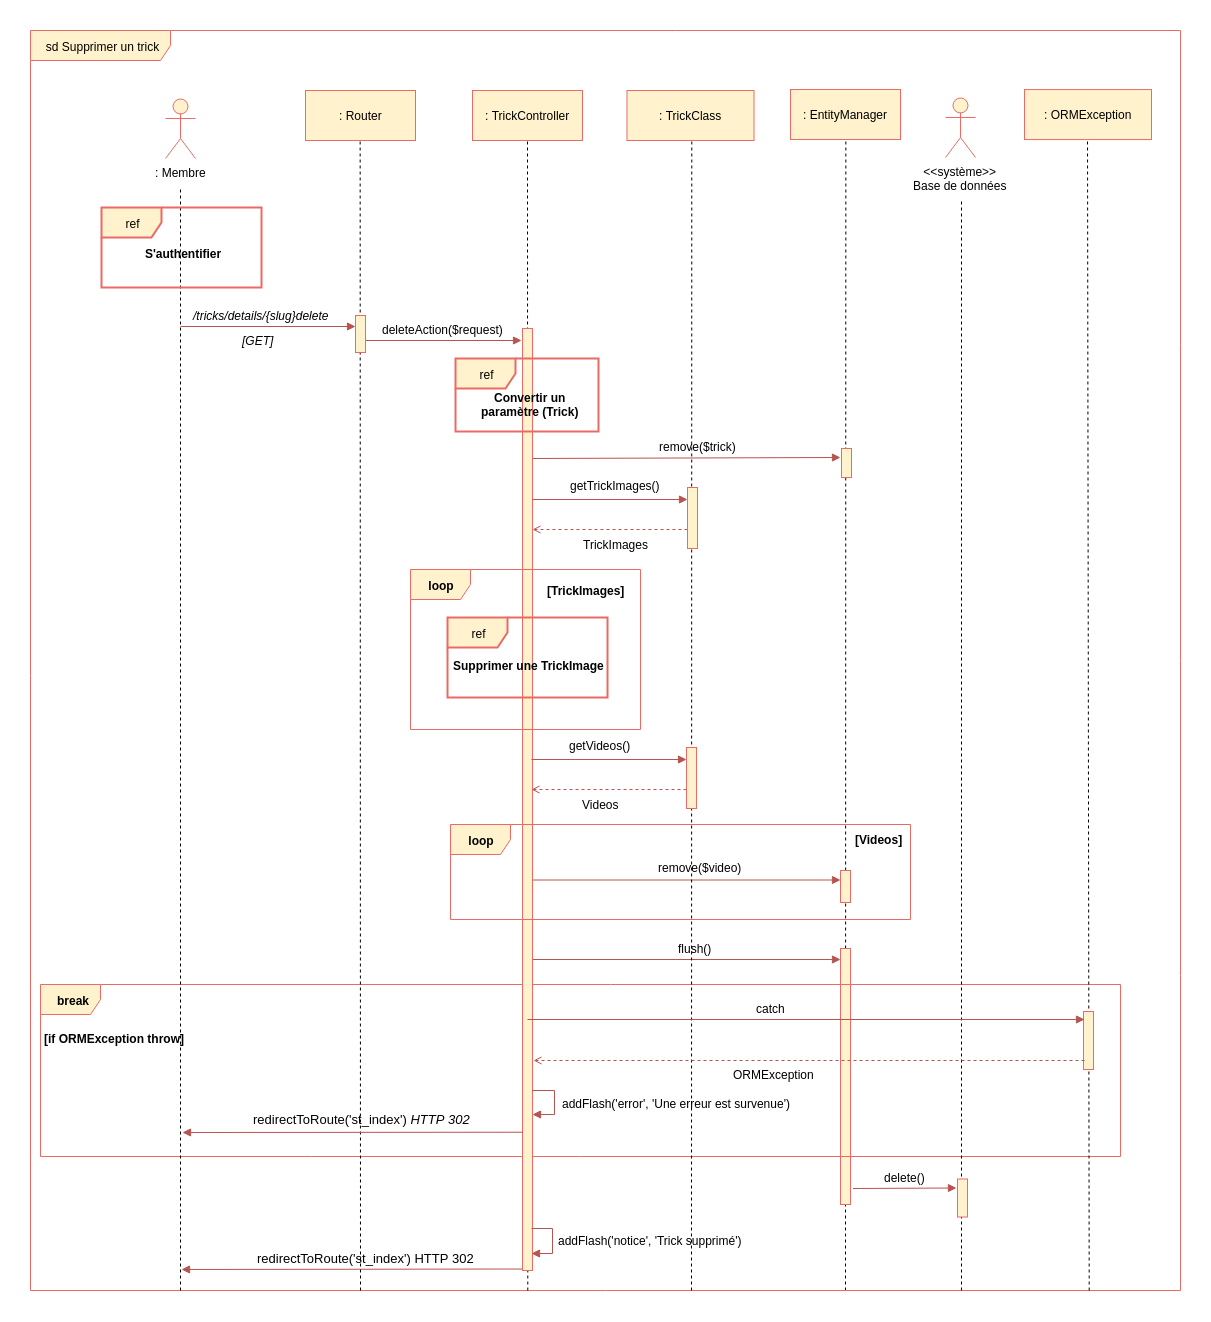 sd Supprimer un trick
: Membre
: Router
: TrickController
: TrickClass
: EntityManager
<<système>>
Base de données
: ORMException
ref
S'authentifier
/tricks/details/{slug}delete
[GET]
deleteAction($request)
ref
Convertir un
paramètre (Trick)
remove($trick)
getTrickImages()
TrickImages
loop
[TrickImages]
ref
Supprimer une TrickImage
getVideos()
Videos
loop
[Videos]
remove($video)
flush()
break
[if ORMException throw]
catch
ORMException
addFlash('error', 'Une erreur est survenue')
redirectToRoute('st_index') HTTP 302
delete()
addFlash('notice', 'Trick supprimé')
redirectToRoute('st_index') HTTP 302